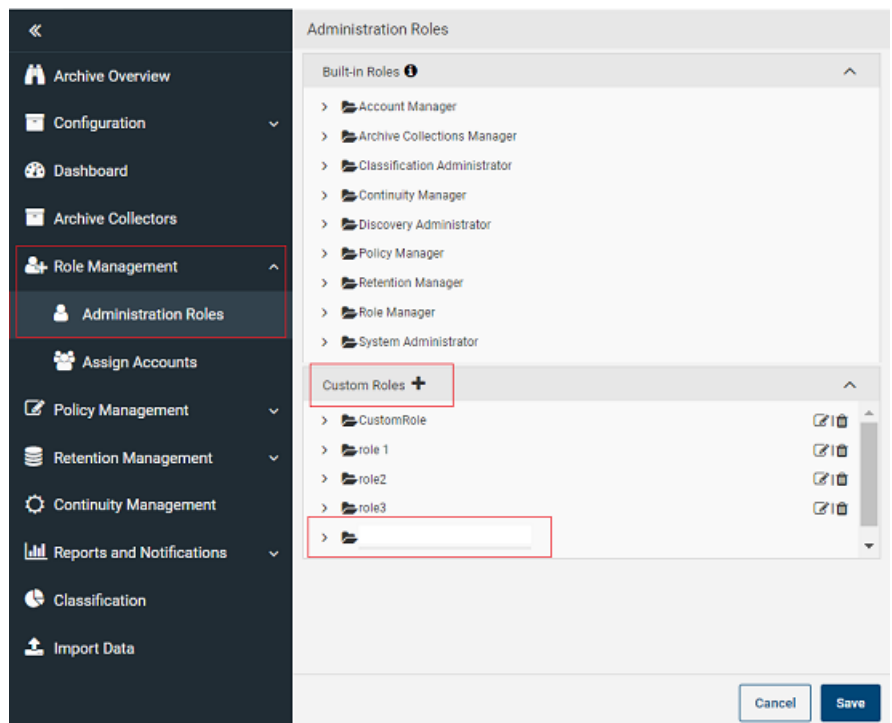 Archive Overview
Configuration
Dashboard
Archive Collectors
Role Management
Administration Roles
Assign Accounts
Policy Management
Retention Management
Continuity Management
Reports and Notifications
Classification
Import Data
Administration Roles
Built-in Roles
Account Manager
Archive Collections Manager
Classification Administrator
Continuity Manager
Discovery Administrator
Policy Manager
Retention Manager
Role Manager
System Administrator
Custom Roles
CustomRole
role 1
role2
role3
Cancel
Save